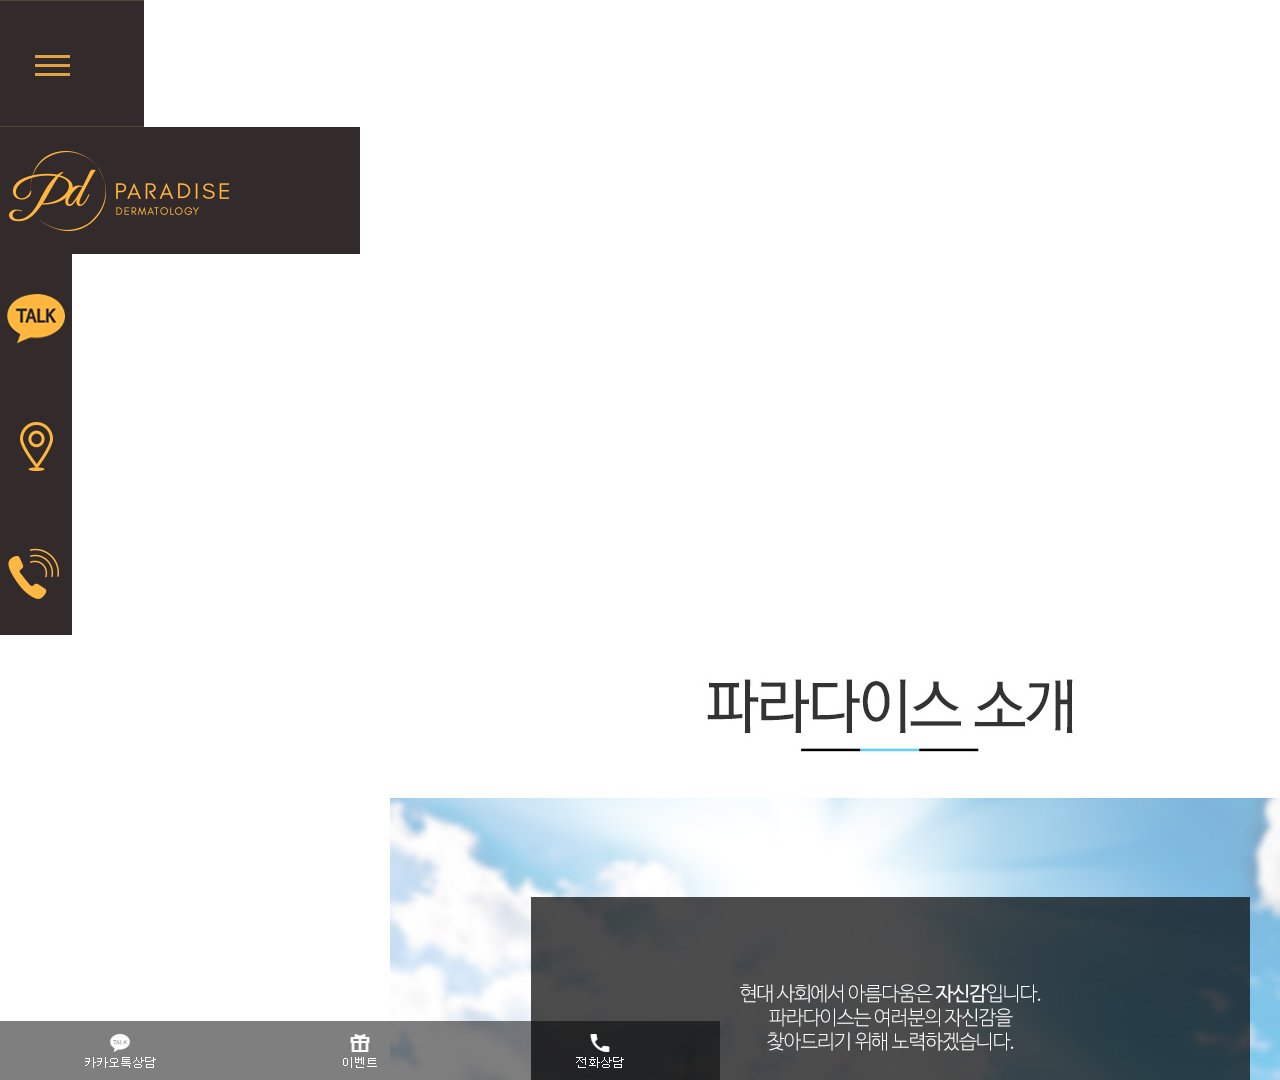 Pd PARADISE
DERMATOLOGY
TALK
파라다이스 소개
현대 사회에서 아름다움은 자신감입니다.
파라다이스는 여러분의 자신감을
찾아드리기 위해 노력하겠습니다.
TALK
카카오톡상담
이벤트
전화상담